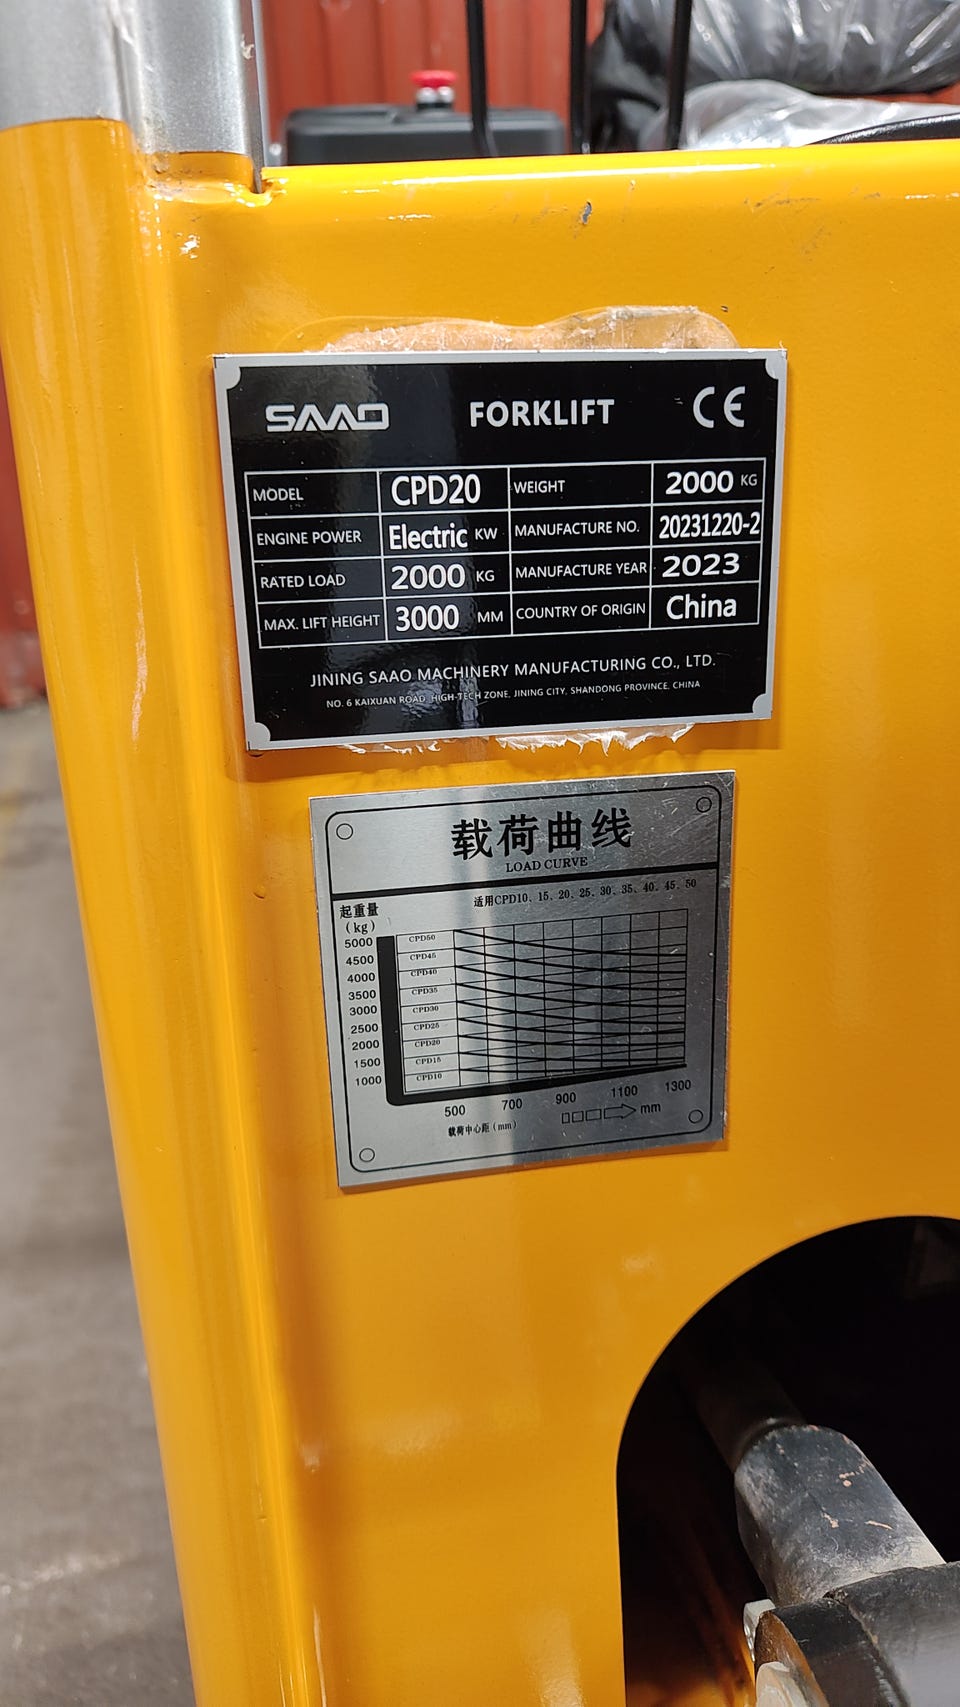 SAAO FORKLIFT CE
MODEL CPD20 WEIGHT 2000 KG
ENGINE POWER Electric KW MANUFACTURE NO. 20231220-2
RATED LOAD 2000 KG MANUFACTURE YEAR 2023
MAX. LIFT HEIGHT 3000 MM COUNTRY OF ORIGIN China
JINING SAAO MACHINERY MANUFACTURING CO., LTD.
NO. 6 KAIXUAN ROAD, HIGH-TECH ZONE, JINING CITY, SHANDONG PROVINCE, CHINA
载荷曲线
LOAD CURVE
适用CPD10、15、20、25、30、35、40、45、50
起重量
(kg)
5000 CPD50
4500 CPD45
4000 CPD40
3500 CPD35
3000 CPD30
2500 CPD25
2000 CPD20
1500 CPD15
1000 CPD10
500 700 900 1100 1300
载荷中心距(mm) mm